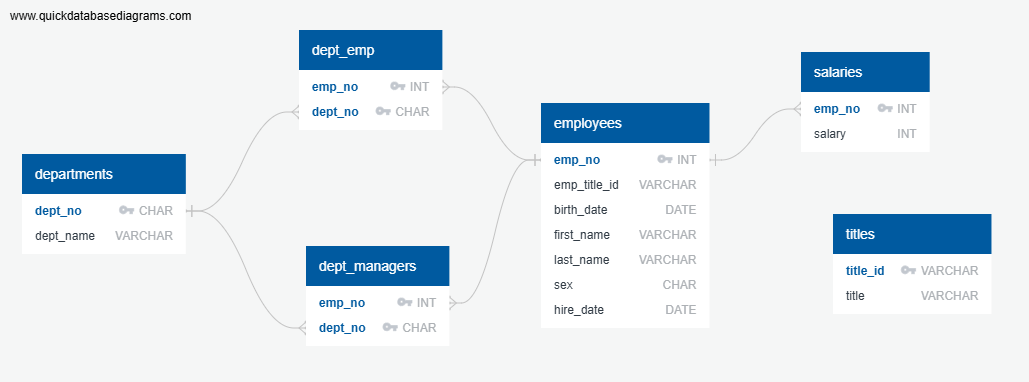 www.quickdatabasediagrams.com
dept_emp
emp_no INT
dept_no CHAR
departments
dept_no CHAR
dept_name VARCHAR
dept_managers
emp_no INT
dept_no CHAR
employees
emp_no INT
emp_title_id VARCHAR
birth_date DATE
first_name VARCHAR
last_name VARCHAR
sex CHAR
hire_date DATE
salaries
emp_no INT
salary INT
titles
title_id VARCHAR
title VARCHAR